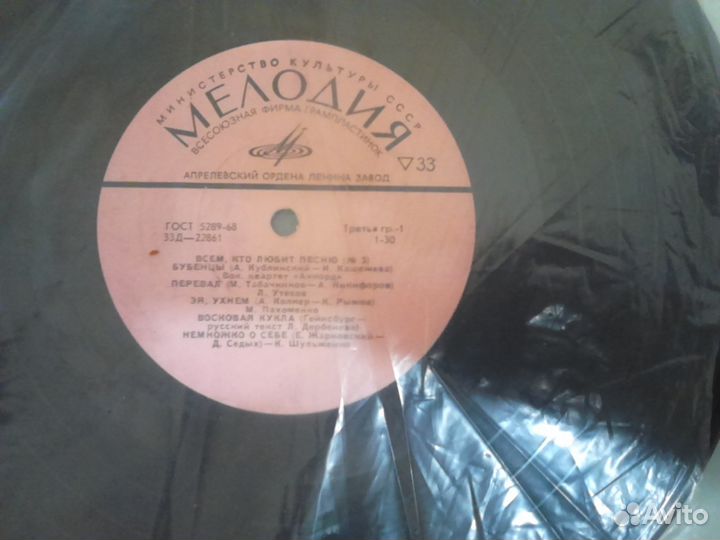 МИНИСТЕРСТВО КУЛЬТУРЫ СССР
МЕЛОДИЯ
ВСЕСОЮЗНАЯ ФИРМА ГРАМПЛАСТИНОК
33
АПРЕЛЕВСКИЙ ОРДЕНА ЛЕНИНА ЗАВОД
ГОСТ 5289-68 Третья гр.-1
33Д—22861 1-30
ВСЕМ, КТО ЛЮБИТ ПЕСНЮ (№ 3)
БУБЕНЦЫ (А. Кублинский—И. Кашежева)
Вок. квартет «Аккорд»
ПЕРЕВАЛ (М. Табачников—А. Никифоров)
Л. Утесов
ЭЙ, УХНЕМ (А. Колкер—К. Рыжов)
М. Пахоменко
ВОСКОВАЯ КУКЛА (Гейнсбург—
русский текст Л. Дербенева)
НЕМНОЖКО О СЕБЕ (Е. Жарковский—
Д. Седых)—К. Шульженко
Avito